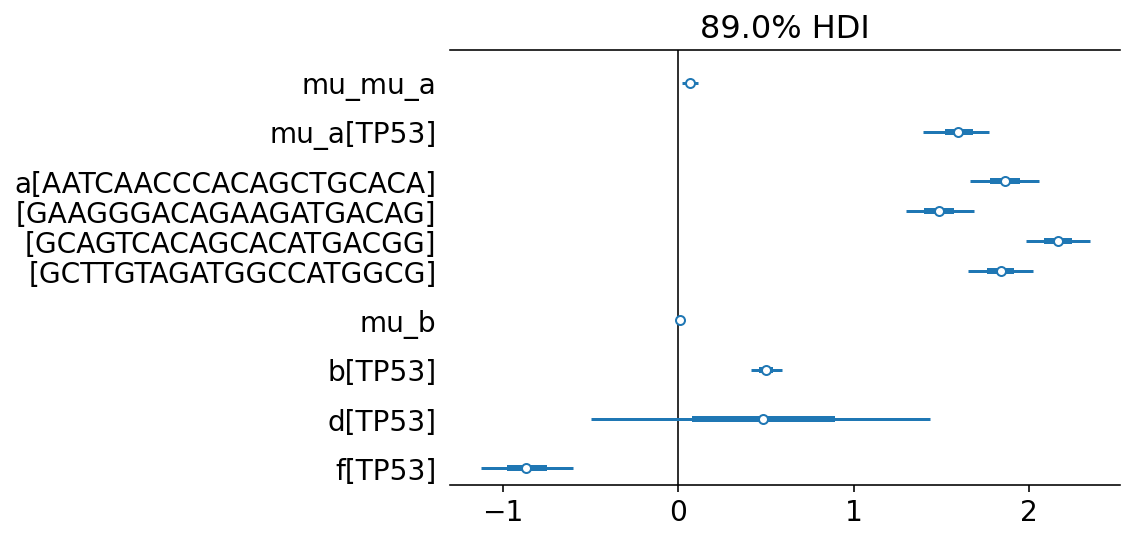 89.0% HDI
mu_mu_a
mu_a[TP53]
a[AATCAACCCACAGCTGCACA]
[GAAGGGACAGAAGATGACAG]
[GCAGTCACAGCACATGACGG]
[GCTTGTAGATGGCCATGGCG]
mu_b
b[TP53]
d[TP53]
f[TP53]
−1 0 1 2